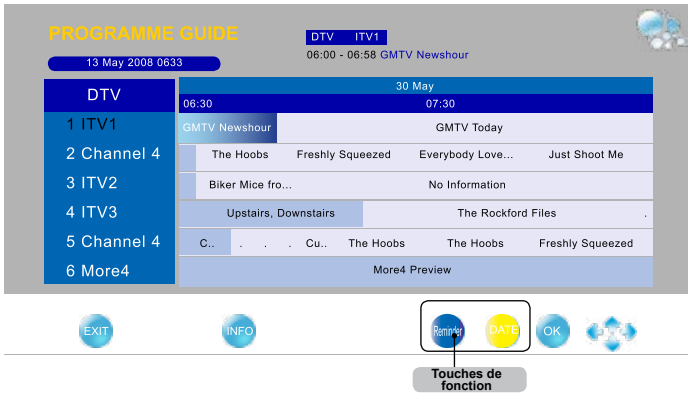 PROGRAMME GUIDE
DTV ITV1
06:00 - 06:58 GMTV Newshour
13 May 2008 0633
DTV
30 May
06:30 07:30
1 ITV1 GMTV Newshour GMTV Today
2 Channel 4 The Hoobs Freshly Squeezed Everybody Love... Just Shoot Me
3 ITV2 Biker Mice fro... No Information
4 ITV3 Upstairs, Downstairs The Rockford Files .
5 Channel 4 C.. . . . Cu.. The Hoobs The Hoobs Freshly Squeezed
6 More4 More4 Preview
EXIT INFO Reminder DATE OK
Touches de
fonction